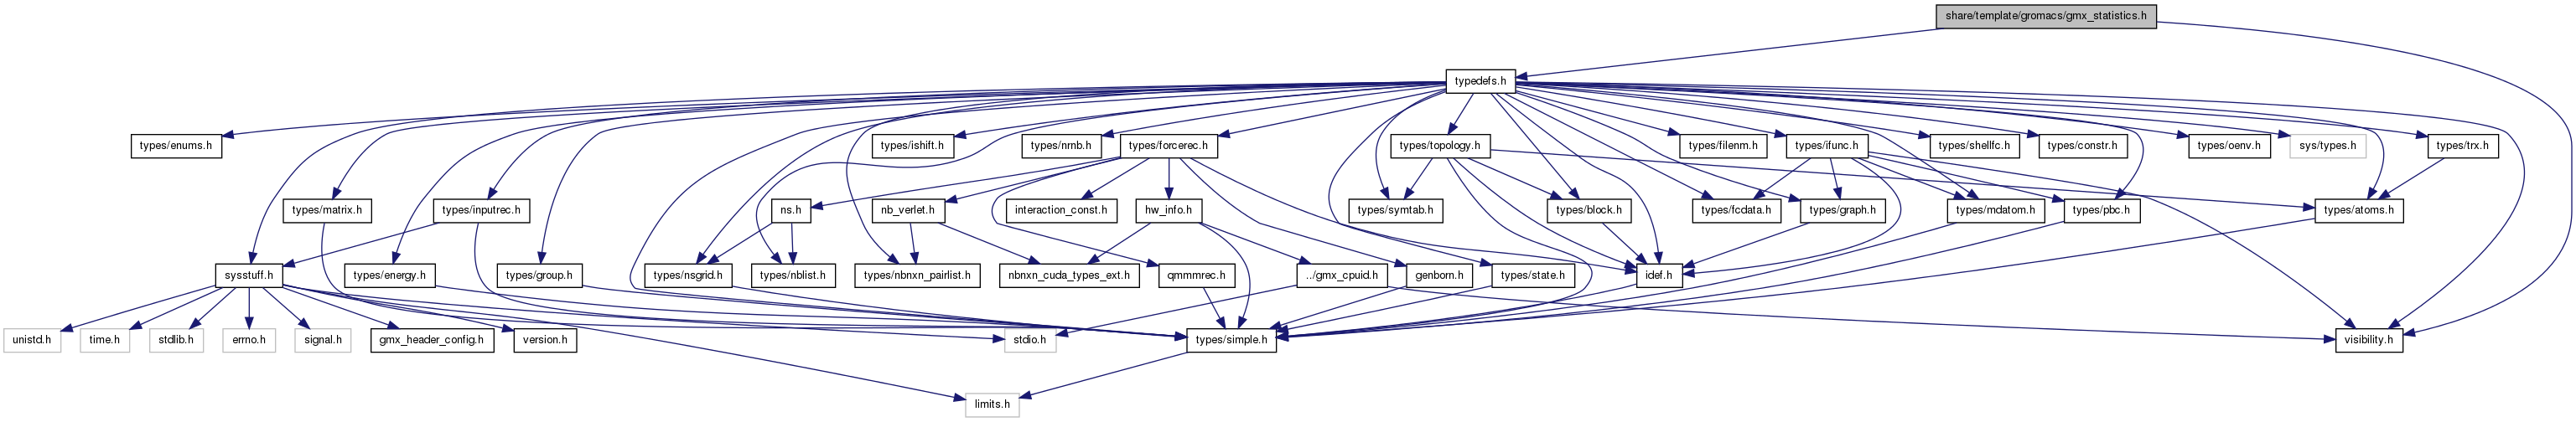 share/template/gromacs/gmx_statistics.h
typedefs.h
types/enums.h
types/ishift.h
types/nrnb.h
types/forcerec.h
types/topology.h
types/filenm.h
types/ifunc.h
types/shellfc.h
types/constr.h
types/oenv.h
sys/types.h
types/trx.h
types/matrix.h
types/inputrec.h
ns.h
nb_verlet.h
interaction_const.h
hw_info.h
types/symtab.h
types/block.h
types/fcdata.h
types/graph.h
types/mdatom.h
types/pbc.h
types/atoms.h
sysstuff.h
types/energy.h
types/group.h
types/nsgrid.h
types/nblist.h
types/nbnxn_pairlist.h
nbnxn_cuda_types_ext.h
qmmmrec.h
../gmx_cpuid.h
genborn.h
types/state.h
idef.h
unistd.h
time.h
stdlib.h
errno.h
signal.h
gmx_header_config.h
version.h
stdio.h
types/simple.h
visibility.h
limits.h